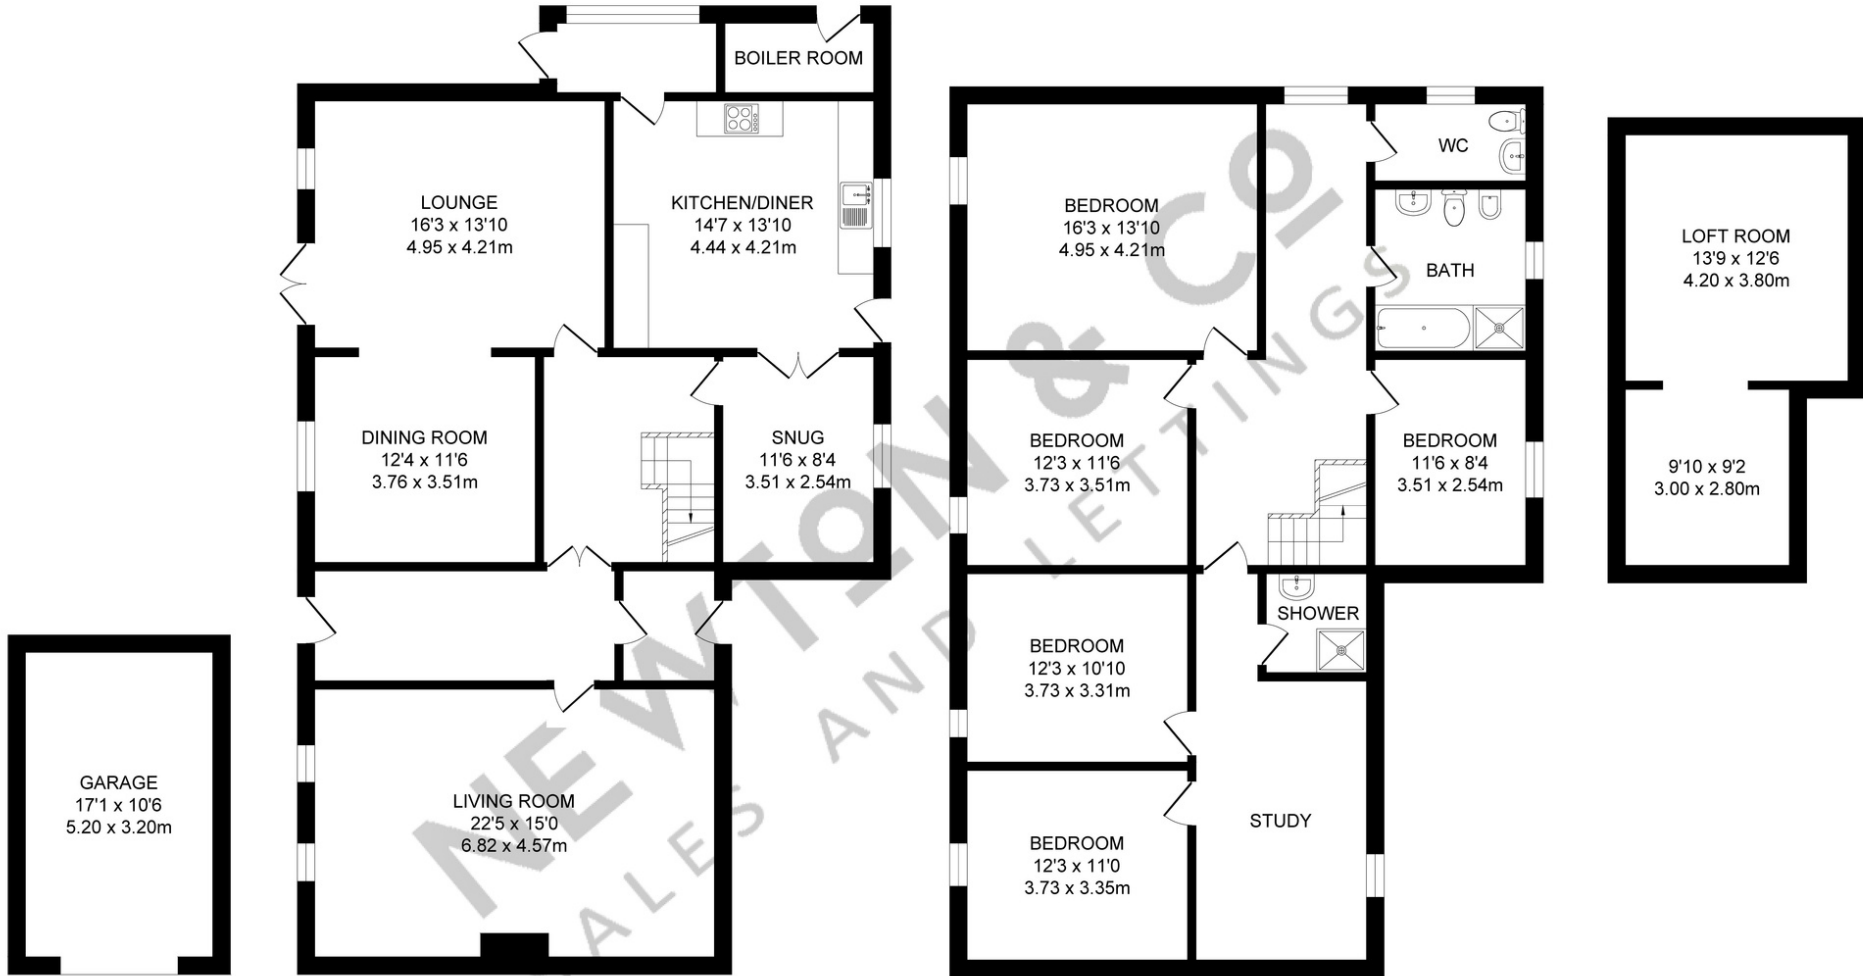 BOILER ROOM
LOUNGE
16'3 x 13'10
4.95 x 4.21m
KITCHEN/DINER
14'7 x 13'10
4.44 x 4.21m
DINING ROOM
12'4 x 11'6
3.76 x 3.51m
SNUG
11'6 x 8'4
3.51 x 2.54m
GARAGE
17'1 x 10'6
5.20 x 3.20m
LIVING ROOM
22'5 x 15'0
6.82 x 4.57m
BEDROOM
16'3 x 13'10
4.95 x 4.21m
WC
BATH
BEDROOM
12'3 x 11'6
3.73 x 3.51m
BEDROOM
11'6 x 8'4
3.51 x 2.54m
SHOWER
BEDROOM
12'3 x 10'10
3.73 x 3.31m
BEDROOM
12'3 x 11'0
3.73 x 3.35m
STUDY
LOFT ROOM
13'9 x 12'6
4.20 x 3.80m
9'10 x 9'2
3.00 x 2.80m
NEWTON & CO
SALES AND LETTINGS